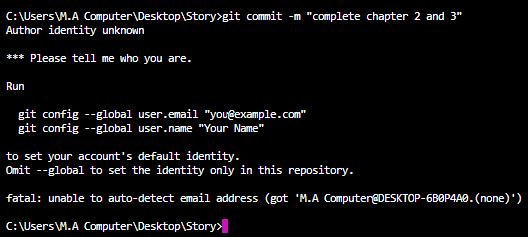 C:\Users\M.A Computer\Desktop\Story>git commit -m "complete chapter 2 and 3"
Author identity unknown
*** Please tell me who you are.
Run
git config --global user.email "you@example.com"
git config --global user.name "Your Name"
to set your account's default identity.
Omit --global to set the identity only in this repository.
fatal: unable to auto-detect email address (got 'M.A Computer@DESKTOP-6B0P4A0.(none)')
C:\Users\M.A Computer\Desktop\Story>